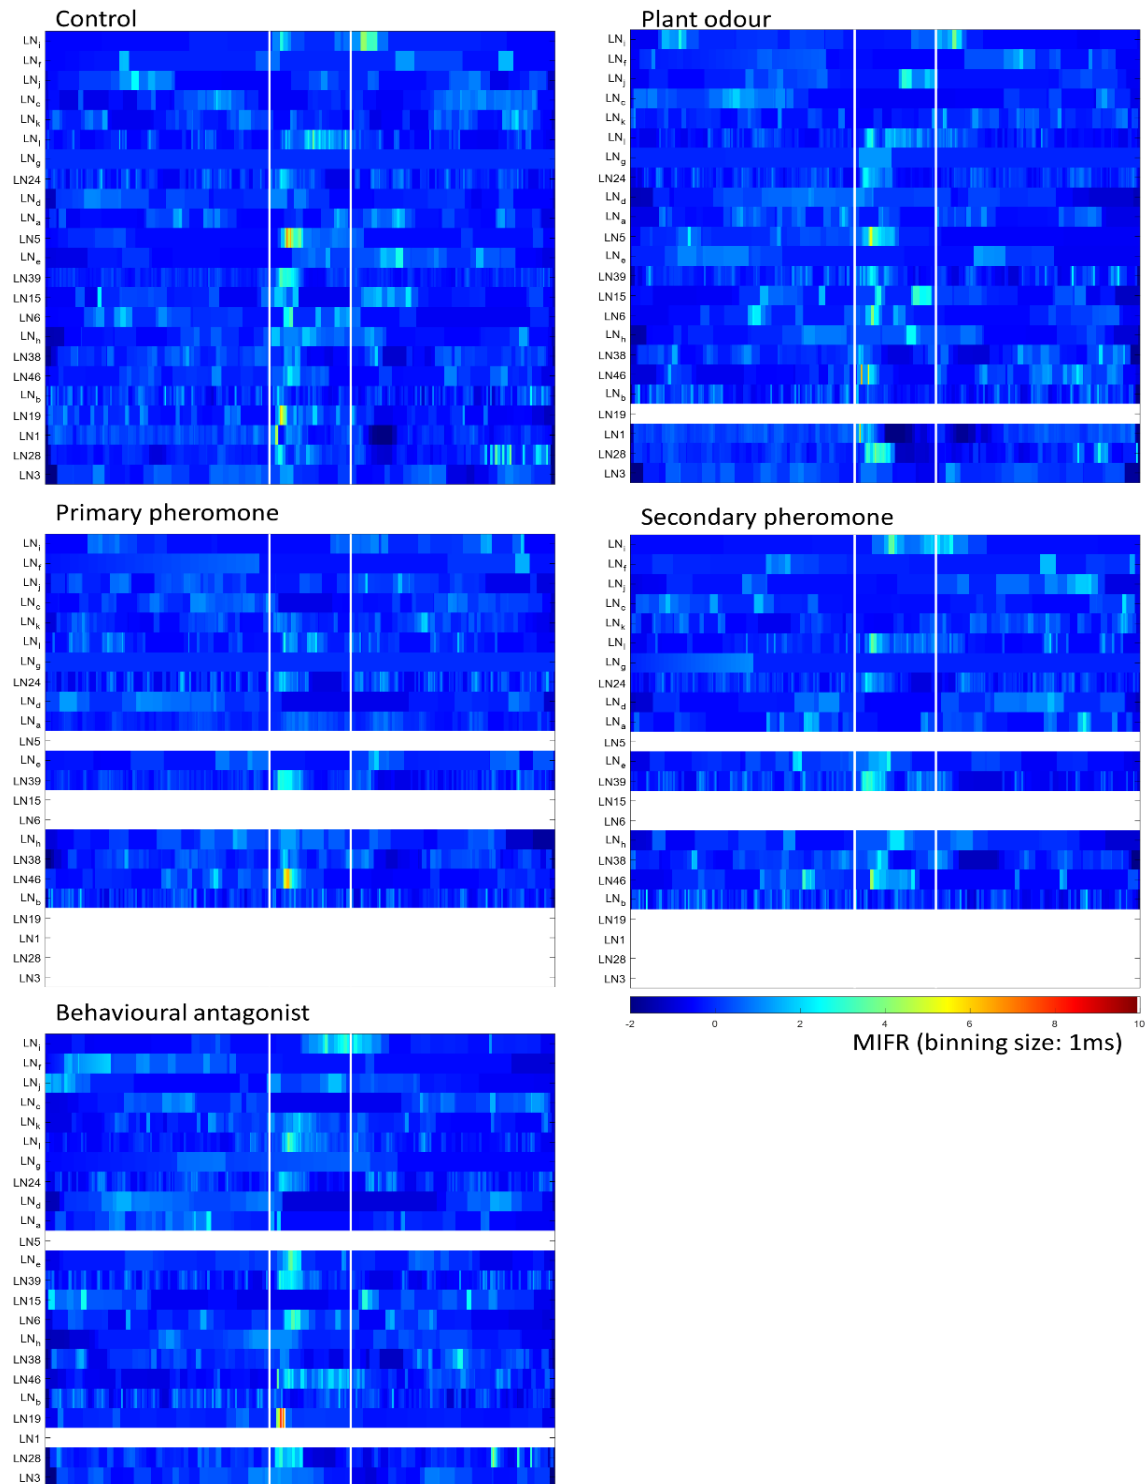 Control
LNi
LNf
LNj
LNc
LNk
LNl
LNg
LN24
LNd
LNa
LN5
LNe
LN39
LN15
LN6
LNh
LN38
LN46
LNb
LN19
LN1
LN28
LN3
Plant odour
LNi
LNf
LNj
LNc
LNk
LNl
LNg
LN24
LNd
LNa
LN5
LNe
LN39
LN15
LN6
LNh
LN38
LN46
LNb
LN19
LN1
LN28
LN3
Primary pheromone
LNi
LNf
LNj
LNc
LNk
LNl
LNg
LN24
LNd
LNa
LN5
LNe
LN39
LN15
LN6
LNh
LN38
LN46
LNb
LN19
LN1
LN28
LN3
Secondary pheromone
LNi
LNf
LNj
LNc
LNk
LNl
LNg
LN24
LNd
LNa
LN5
LNe
LN39
LN15
LN6
LNh
LN38
LN46
LNb
LN19
LN1
LN28
LN3
-2 0 2 4 6 8 10
MIFR (binning size: 1ms)
Behavioural antagonist
LNi
LNf
LNj
LNc
LNk
LNl
LNg
LN24
LNd
LNa
LN5
LNe
LN39
LN15
LN6
LNh
LN38
LN46
LNb
LN19
LN1
LN28
LN3